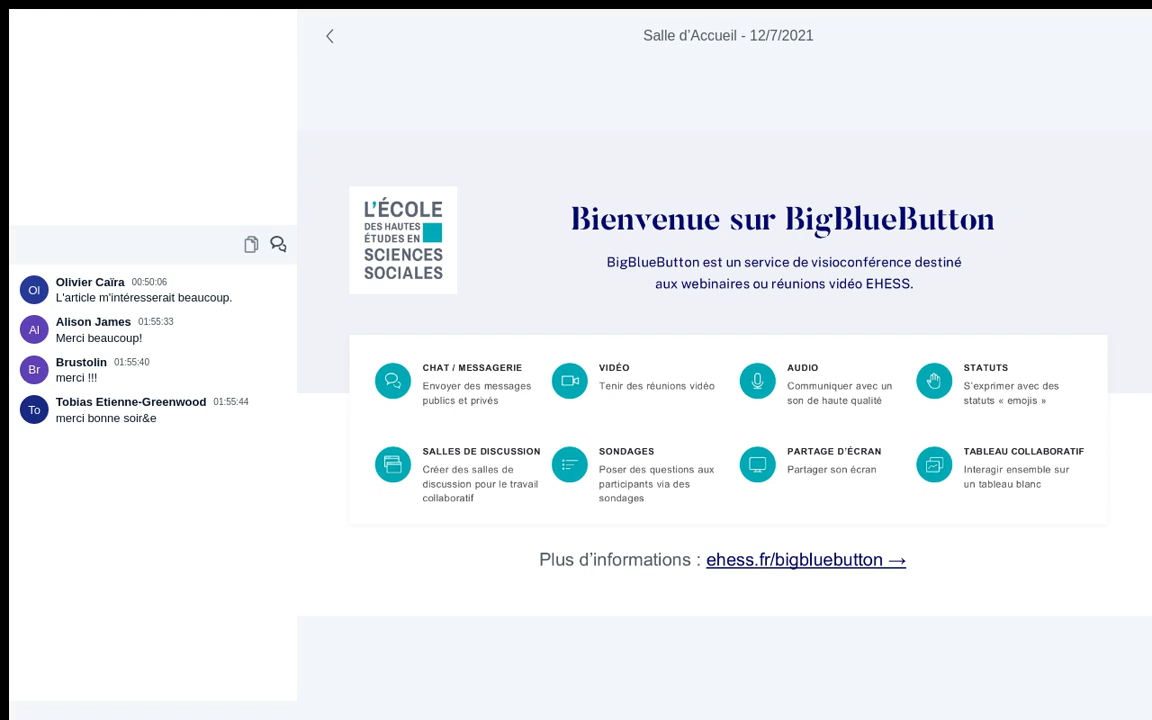 Salle d'Accueil - 12/7/2021
Ol
Olivier Caïra 00:50:06
L'article m'intéresserait beaucoup.
Al
Alison James 01:55:33
Merci beaucoup!
Br
Brustolin 01:55:40
merci !!!
To
Tobias Etienne-Greenwood 01:55:44
merci bonne soir&e
L'ÉCOLE
DES HAUTES
ÉTUDES EN
SCIENCES
SOCIALES
Bienvenue sur BigBlueButton
BigBlueButton est un service de visioconférence destiné
aux webinaires ou réunions vidéo EHESS.
CHAT / MESSAGERIE
Envoyer des messages
publics et privés
VIDÉO
Tenir des réunions vidéo
AUDIO
Communiquer avec un
son de haute qualité
STATUTS
S'exprimer avec des
statuts « emojis »
SALLES DE DISCUSSION
Créer des salles de
discussion pour le travail
collaboratif
SONDAGES
Poser des questions aux
participants via des
sondages
PARTAGE D'ÉCRAN
Partager son écran
TABLEAU COLLABORATIF
Interagir ensemble sur
un tableau blanc
Plus d'informations : ehess.fr/bigbluebutton →